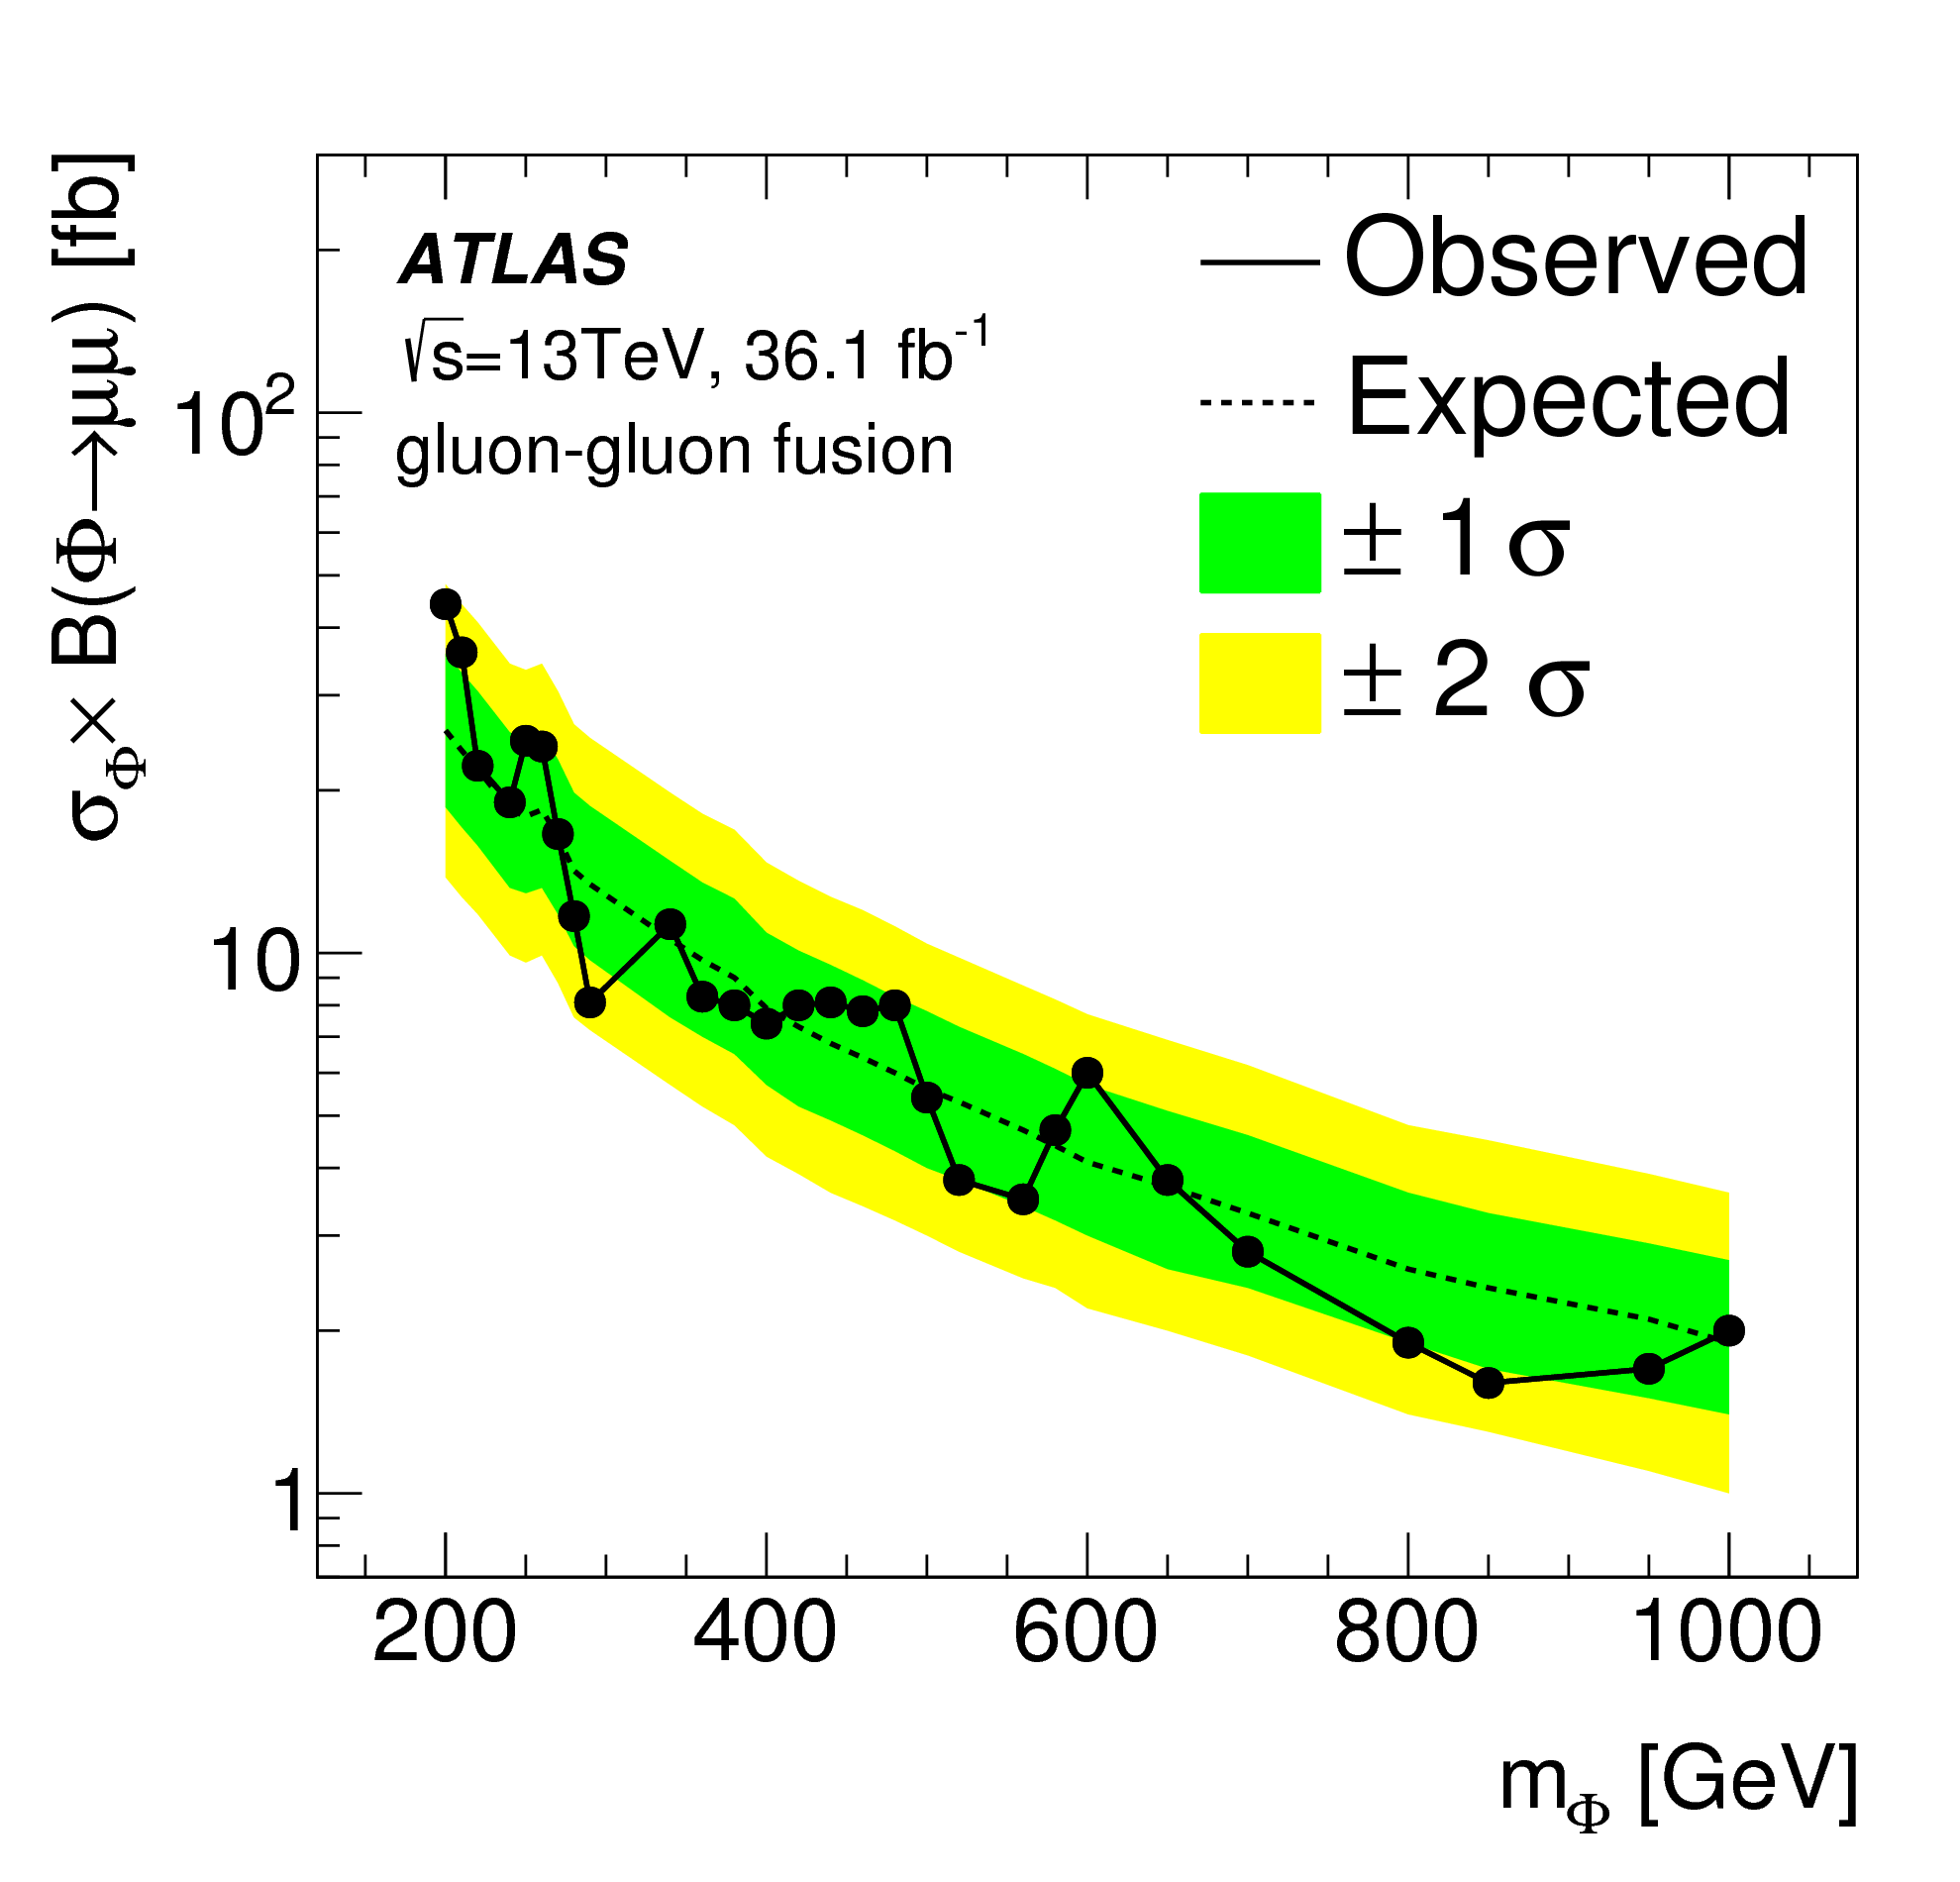 σ_Φ× B(Φ→μμ) [fb]
ATLAS
√s=13TeV, 36.1 fb⁻¹
gluon-gluon fusion
Observed
Expected
± 1 σ
± 2 σ
10²
10
1
200 400 600 800 1000
m_Φ [GeV]